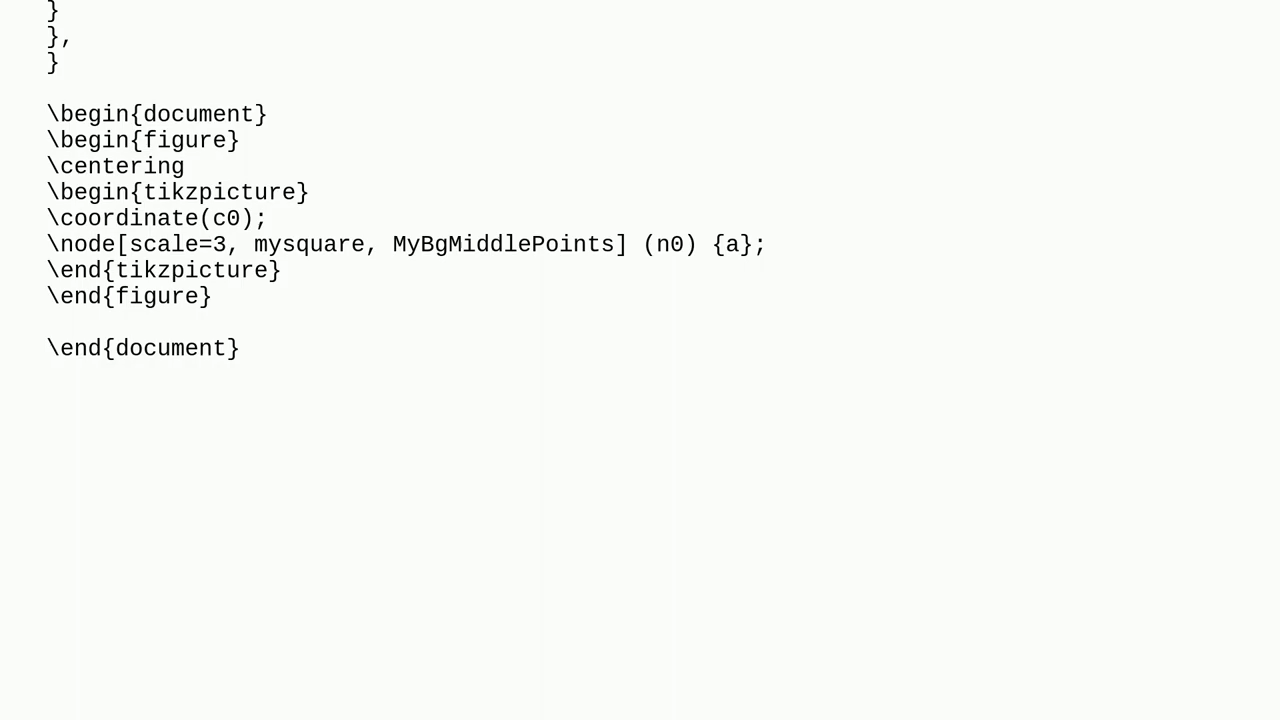 }
},
}
\begin{document}
\begin{figure}
\centering
\begin{tikzpicture}
\coordinate(c0);
\node[scale=3, mysquare, MyBgMiddlePoints] (n0) {a};
\end{tikzpicture}
\end{figure}
\end{document}